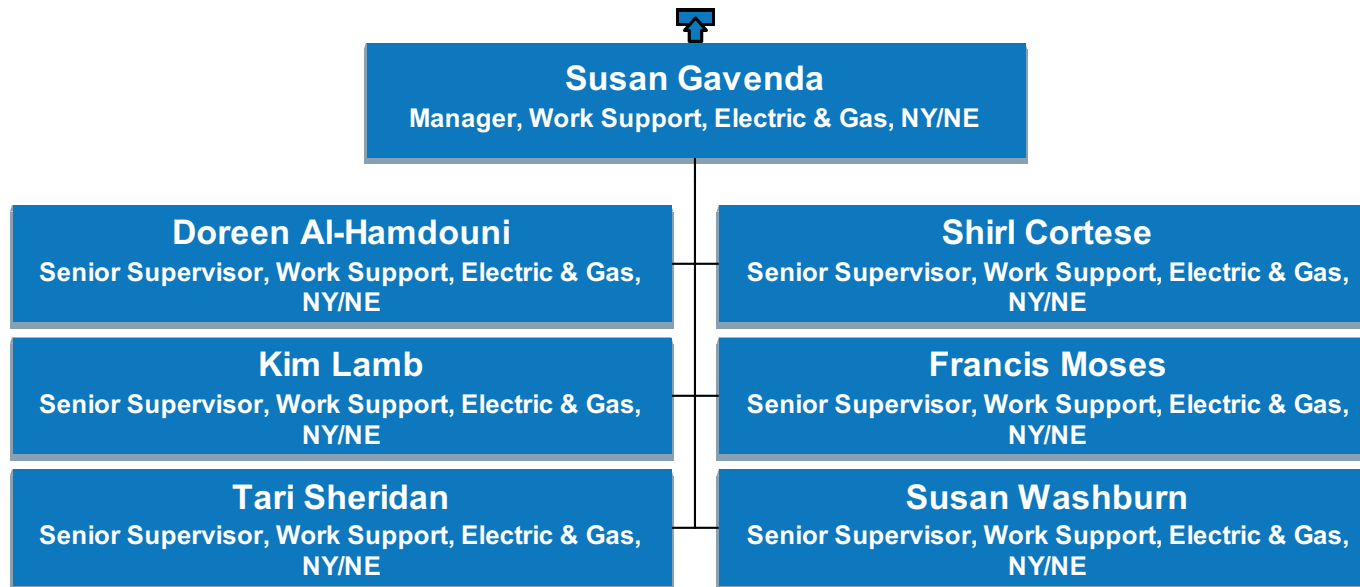 Susan Gavenda
Manager, Work Support, Electric & Gas, NY/NE
Doreen Al-Hamdouni
Senior Supervisor, Work Support, Electric & Gas,
NY/NE
Shirl Cortese
Senior Supervisor, Work Support, Electric & Gas,
NY/NE
Kim Lamb
Senior Supervisor, Work Support, Electric & Gas,
NY/NE
Francis Moses
Senior Supervisor, Work Support, Electric & Gas,
NY/NE
Tari Sheridan
Senior Supervisor, Work Support, Electric & Gas,
NY/NE
Susan Washburn
Senior Supervisor, Work Support, Electric & Gas,
NY/NE